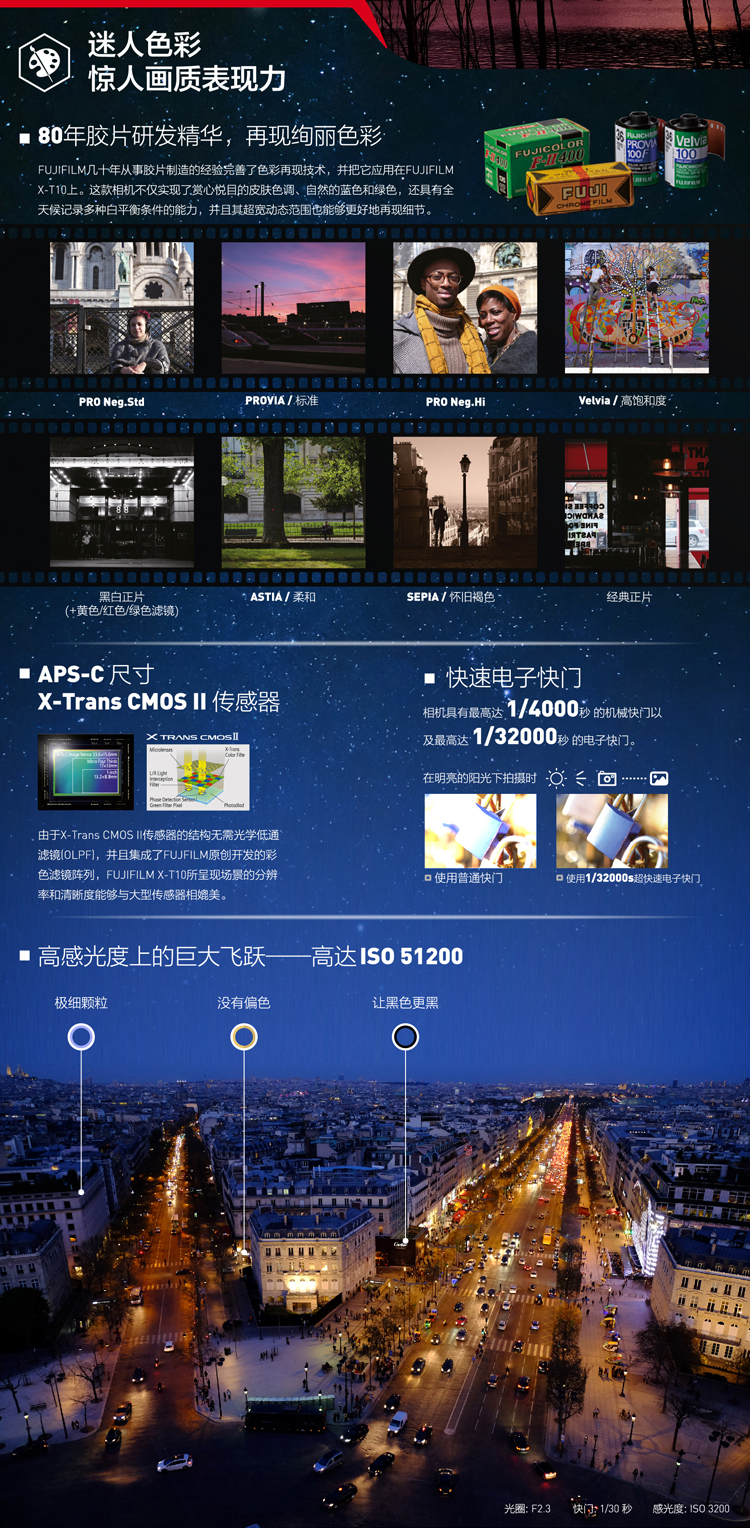 迷人色彩
惊人画质表现力
80年胶片研发精华，再现绚丽色彩
FUJIFILM几十年从事胶片制造的经验完善了色彩再现技术，并把它应用在FUJIFILM
X-T10上。这款相机不仅实现了赏心悦目的皮肤色调、自然的蓝色和绿色，还具有全
天候记录多种白平衡条件的能力，并且其超宽动态范围也能够更好地再现细节。
FUJICOLOR
F-II 400
FUJI
CHROME FILM
36
FUJICHROME
PROVIA
100F
FUJIFILM
36
Velvia
100
FUJIFILM
PRO Neg.Std
PROVIA / 标准
PRO Neg.Hi
Velvia / 高饱和度
黑白正片
(+黄色/红色/绿色滤镜)
ASTIA / 柔和
SEPIA / 怀旧褐色
经典正片
APS-C 尺寸
X-Trans CMOS II 传感器
X TRANS CMOS II
Microlenses
X-Trans
Color Filte
L/R Light
Interception
Filter
Phase Detection Sensor
Green Filter Pixel
Photodiod
Micro Four Thirds
17×13mm
1-inch
13.2×8.8mm
由于X-Trans CMOS II传感器的结构无需光学低通
滤镜(OLPF)，并且集成了FUJFILM原创开发的彩
色滤镜阵列，FUJIFILM X-T10所呈现场景的分辨
率和清晰度能够与大型传感器相媲美。
快速电子快门
相机具有最高达 1/4000秒 的机械快门以
及最高达 1/32000秒 的电子快门。
在明亮的阳光下拍摄时
使用普通快门
使用1/32000s超快速电子快门
高感光度上的巨大飞跃——高达 ISO 51200
极细颗粒
没有偏色
让黑色更黑
Cartier
光圈: F2.3 快门: 1/30 秒 感光度: ISO 3200